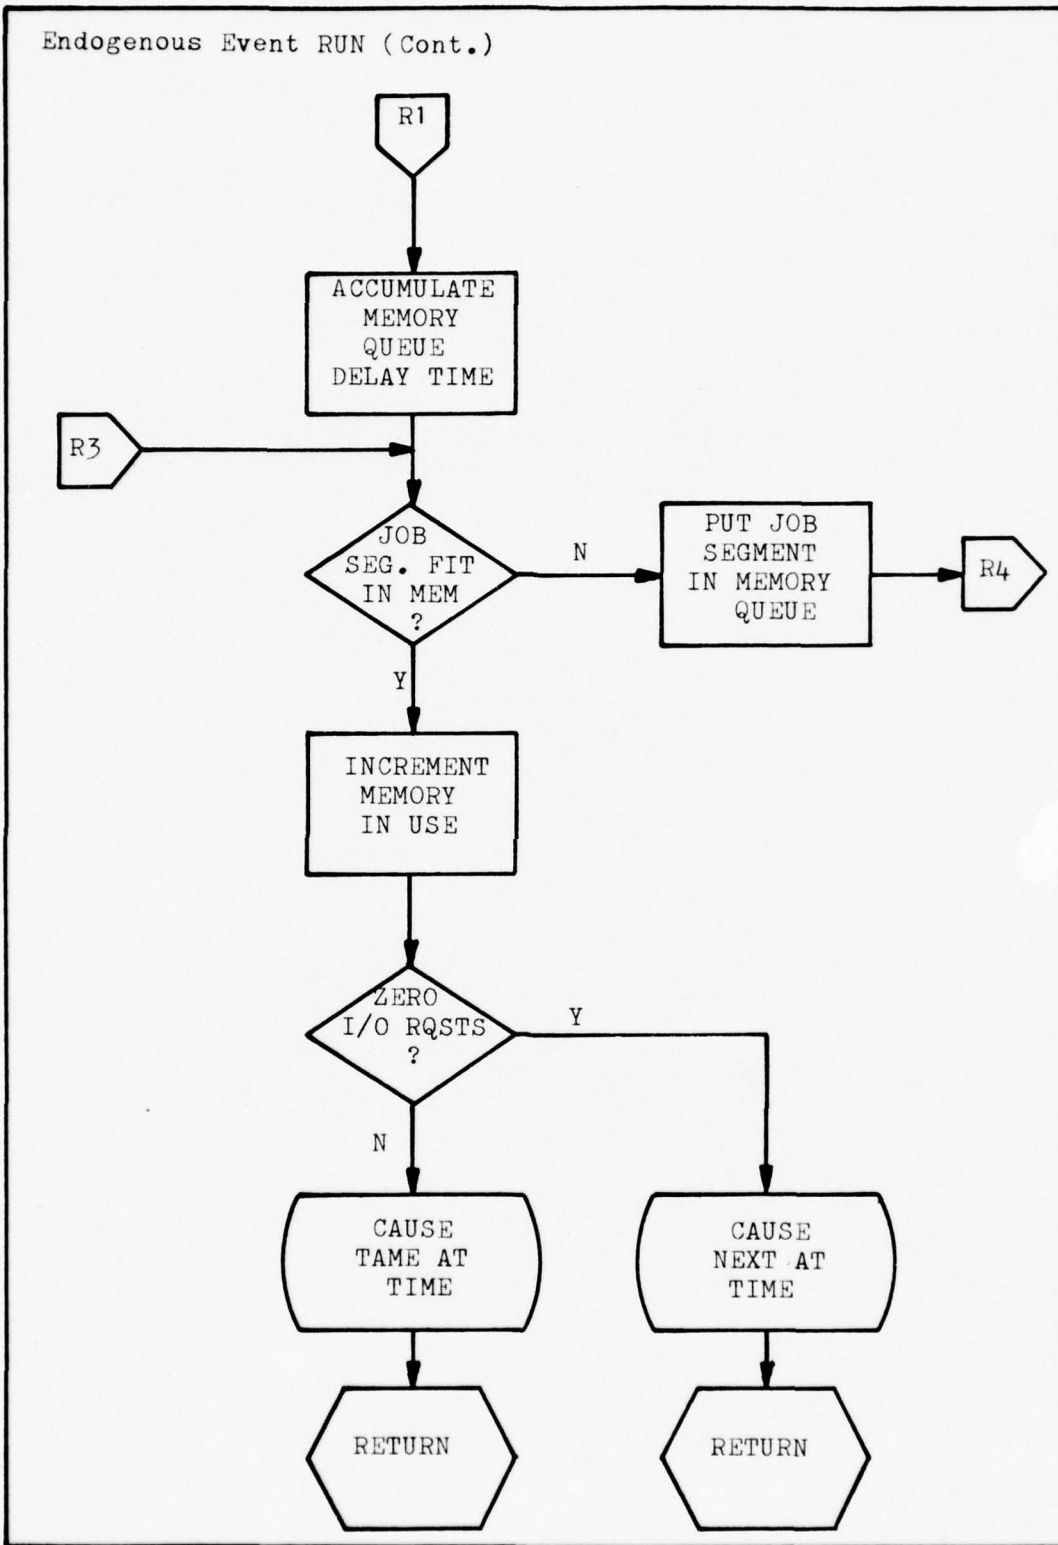 Endogenous Event RUN (Cont.)
R1
ACCUMULATE
MEMORY
QUEUE
DELAY TIME
R3
JOB
SEG. FIT
IN MEM
?
N
PUT JOB
SEGMENT
IN MEMORY
QUEUE
R4
Y
INCREMENT
MEMORY
IN USE
ZERO
I/O RQSTS
?
Y
N
CAUSE
TAME AT
TIME
CAUSE
NEXT AT
TIME
RETURN
RETURN